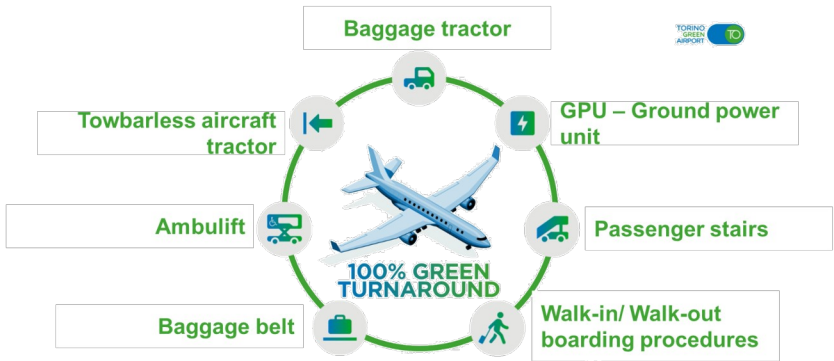 Baggage tractor
TORINO
GREEN
AIRPORT
TO
Towbarless aircraft
tractor
GPU – Ground power
unit
Ambulift
Passenger stairs
100% GREEN
TURNAROUND
Baggage belt
Walk-in/ Walk-out
boarding procedures